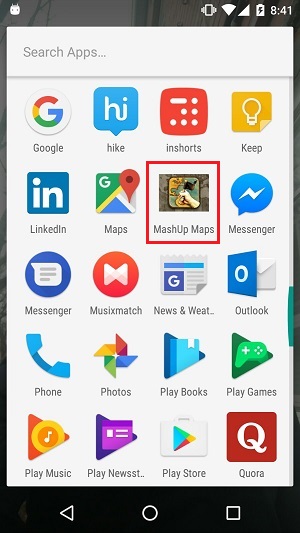 8:41
Search Apps...
G
hi
Google
hike
inshorts
Keep
in
G
LinkedIn
Maps
MashUp Maps
Messenger
G
O
Messenger
Musixmatch
News & Weat..
Outlook
Phone
Photos
Play Books
Play Games
Q
Play Music
Play Newsst..
Play Store
Quora